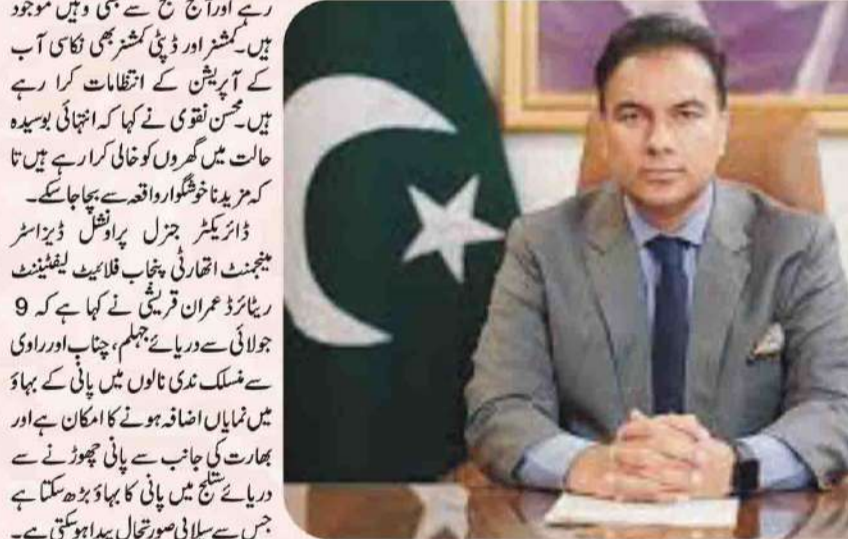 رہے اور آج صبح سے بھی وہیں موجود
ہیں۔ کمشنر اور ڈپٹی کمشنر بھی نکاسی آب
کے آپریشن کے انتظامات کرا رہے
ہیں۔ محسن نقوی نے کہا کہ انتہائی بوسیدہ
حالت میں گھروں کو خالی کرا رہے ہیں تا
کہ مزید ناخوشگوار واقعہ سے بچا جا سکے۔
ڈائریکٹر جنرل پراونشل ڈیزاسٹر
مینجمنٹ اتھارٹی پنجاب فلائیٹ لیفٹیننٹ
ریٹائرڈ عمران قریشی نے کہا ہے کہ 9
جولائی سے دریائے جہلم، چناب اور راوی
سے منسلک ندی نالوں میں پانی کے بہاؤ
میں نمایاں اضافہ ہونے کا امکان ہے اور
بھارت کی جانب سے پانی چھوڑنے سے
دریائے ستلج میں پانی کا بہاؤ بڑھ سکتا ہے
جس سے سیلابی صورتحال پیدا ہو سکتی ہے۔